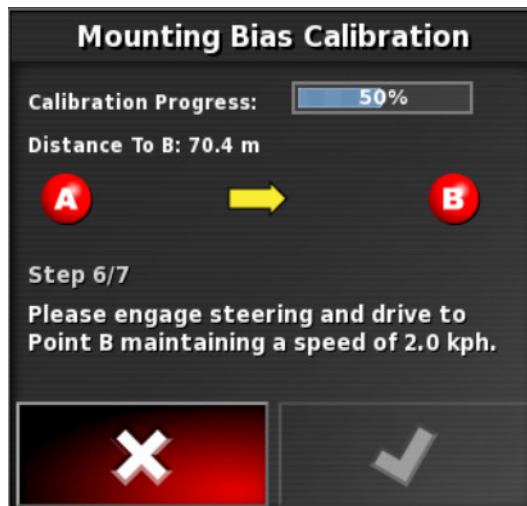 Mounting Bias Calibration
Calibration Progress: 50%
Distance To B: 70.4 m
A B
Step 6/7
Please engage steering and drive to
Point B maintaining a speed of 2.0 kph.